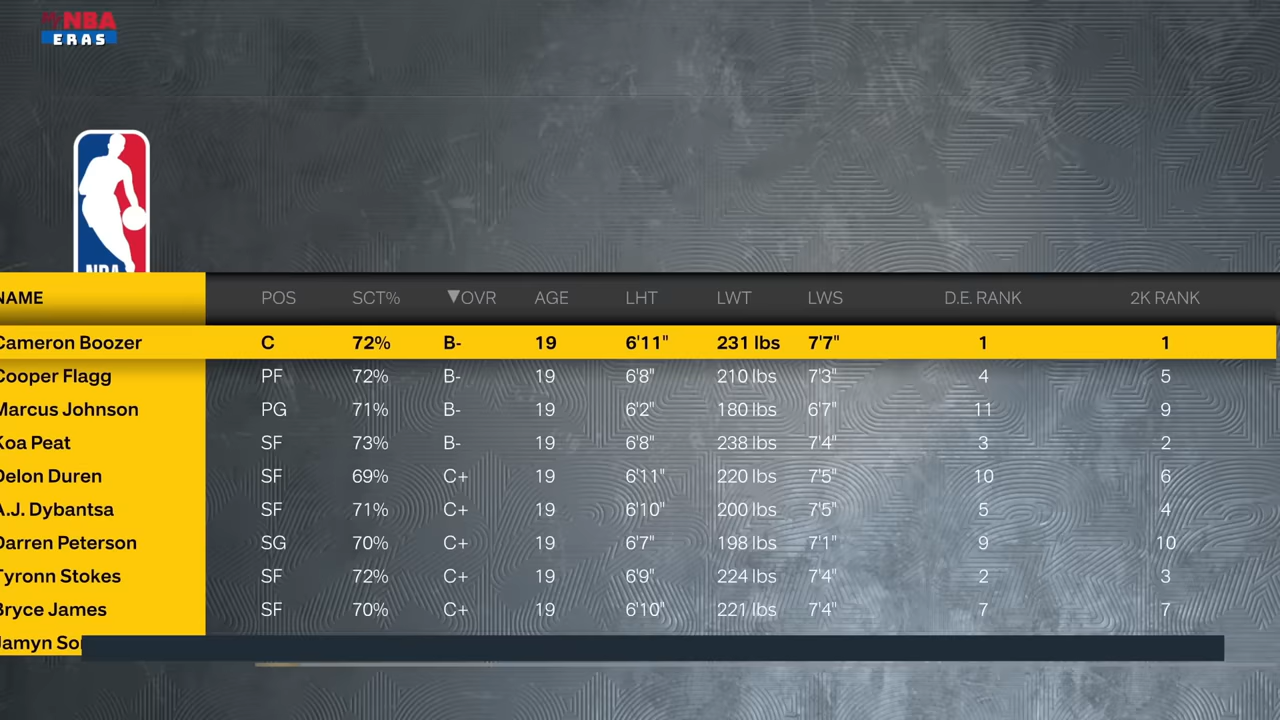 MyNBA
ERAS
NBA
NAME POS SCT% ▼OVR AGE LHT LWT LWS D.E. RANK 2K RANK
Cameron Boozer C 72% B- 19 6'11" 231 lbs 7'7" 1 1
Cooper Flagg PF 72% B- 19 6'8" 210 lbs 7'3" 4 5
Marcus Johnson PG 71% B- 19 6'2" 180 lbs 6'7" 11 9
Koa Peat SF 73% B- 19 6'8" 238 lbs 7'4" 3 2
Delon Duren SF 69% C+ 19 6'11" 220 lbs 7'5" 10 6
A.J. Dybantsa SF 71% C+ 19 6'10" 200 lbs 7'5" 5 4
Darren Peterson SG 70% C+ 19 6'7" 198 lbs 7'1" 9 10
Tyronn Stokes SF 72% C+ 19 6'9" 224 lbs 7'4" 2 3
Bryce James SF 70% C+ 19 6'10" 221 lbs 7'4" 7 7
Jamyn